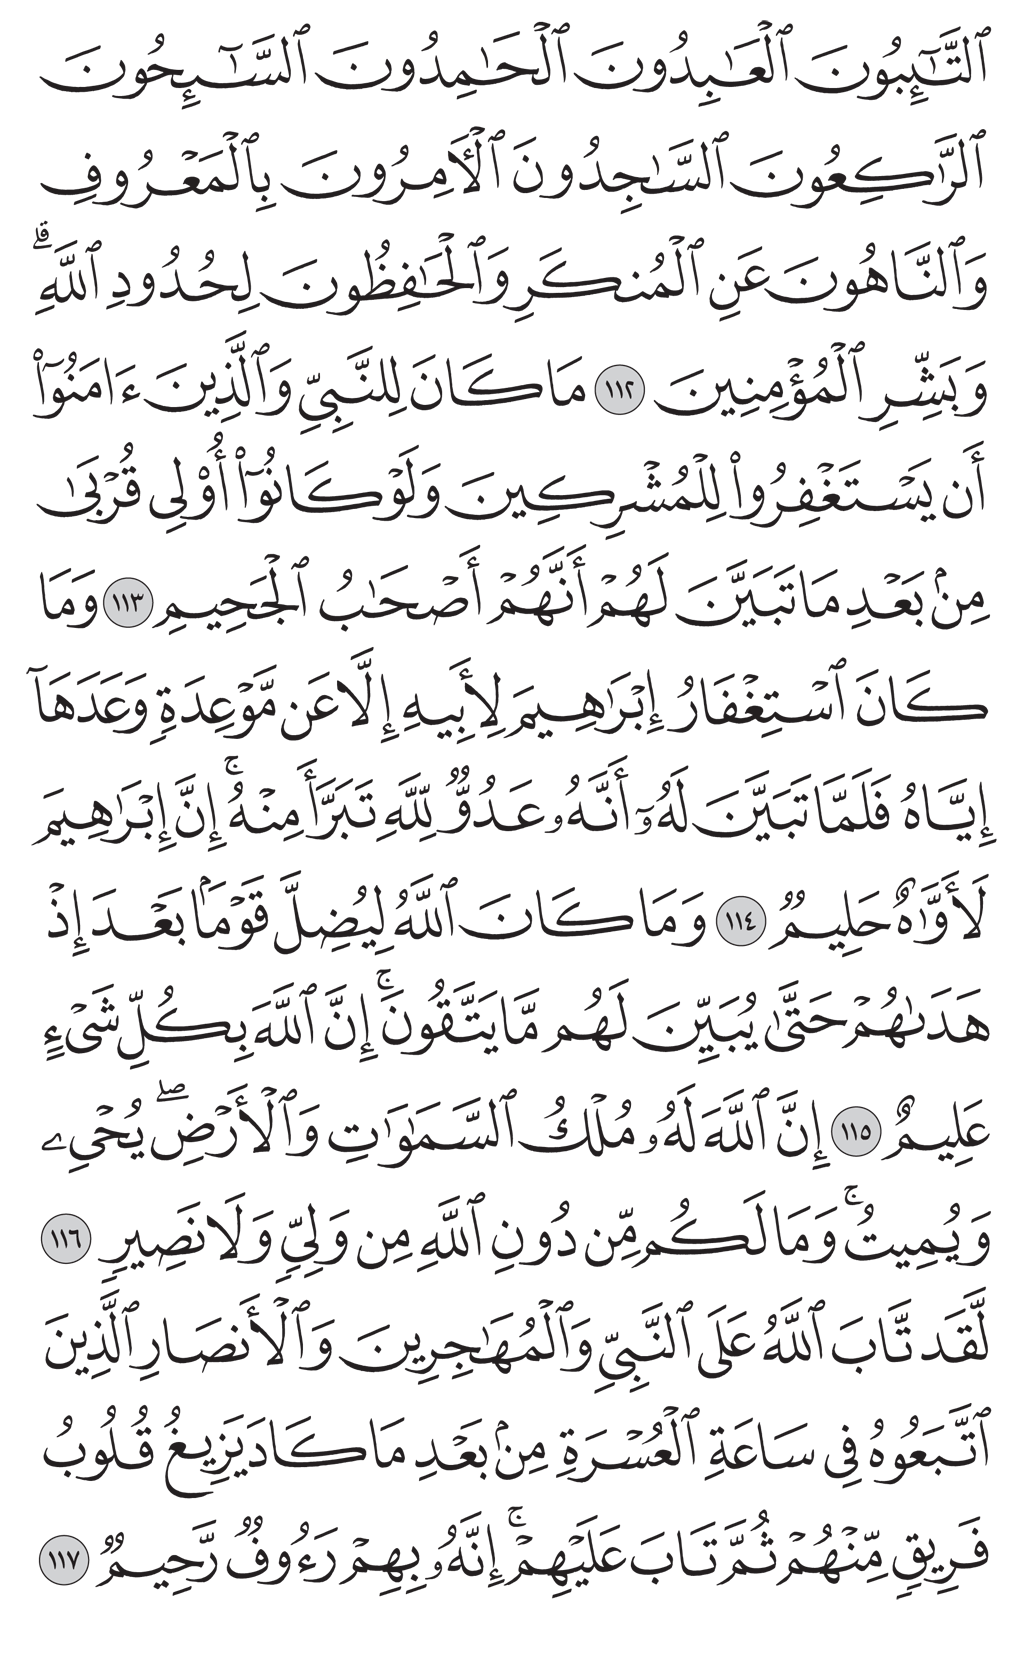 ٱلتَّـٰٓئِبُونَ ٱلْعَـٰبِدُونَ ٱلْحَـٰمِدُونَ ٱلسَّـٰٓئِحُونَ
ٱلرَّٰكِعُونَ ٱلسَّـٰجِدُونَ ٱلْـَٔامِرُونَ بِٱلْمَعْرُوفِ
وَٱلنَّاهُونَ عَنِ ٱلْمُنكَرِ وَٱلْحَـٰفِظُونَ لِحُدُودِ ٱللَّهِ ۗ
وَبَشِّرِ ٱلْمُؤْمِنِينَ ١١٢ مَا كَانَ لِلنَّبِىِّ وَٱلَّذِينَ ءَامَنُوٓا۟
أَن يَسْتَغْفِرُوا۟ لِلْمُشْرِكِينَ وَلَوْ كَانُوٓا۟ أُو۟لِى قُرْبَىٰ
مِنۢ بَعْدِ مَا تَبَيَّنَ لَهُمْ أَنَّهُمْ أَصْحَـٰبُ ٱلْجَحِيمِ ١١٣ وَمَا
كَانَ ٱسْتِغْفَارُ إِبْرَٰهِيمَ لِأَبِيهِ إِلَّا عَن مَّوْعِدَةٍ وَعَدَهَآ
إِيَّاهُ فَلَمَّا تَبَيَّنَ لَهُۥٓ أَنَّهُۥ عَدُوٌّ لِّلَّهِ تَبَرَّأَ مِنْهُ ۚ إِنَّ إِبْرَٰهِيمَ
لَأَوَّٰهٌ حَلِيمٌ ١١٤ وَمَا كَانَ ٱللَّهُ لِيُضِلَّ قَوْمًۢا بَعْدَ إِذْ
هَدَىٰهُمْ حَتَّىٰ يُبَيِّنَ لَهُم مَّا يَتَّقُونَ ۚ إِنَّ ٱللَّهَ بِكُلِّ شَىْءٍ
عَلِيمٌ ١١٥ إِنَّ ٱللَّهَ لَهُۥ مُلْكُ ٱلسَّمَـٰوَٰتِ وَٱلْأَرْضِ ۖ يُحْىِۦ
وَيُمِيتُ ۚ وَمَا لَكُم مِّن دُونِ ٱللَّهِ مِن وَلِىٍّ وَلَا نَصِيرٍ ١١٦
لَّقَد تَّابَ ٱللَّهُ عَلَى ٱلنَّبِىِّ وَٱلْمُهَـٰجِرِينَ وَٱلْأَنصَارِ ٱلَّذِينَ
ٱتَّبَعُوهُ فِى سَاعَةِ ٱلْعُسْرَةِ مِنۢ بَعْدِ مَا كَادَ يَزِيغُ قُلُوبُ
فَرِيقٍ مِّنْهُمْ ثُمَّ تَابَ عَلَيْهِمْ ۚ إِنَّهُۥ بِهِمْ رَءُوفٌ رَّحِيمٌ ١١٧